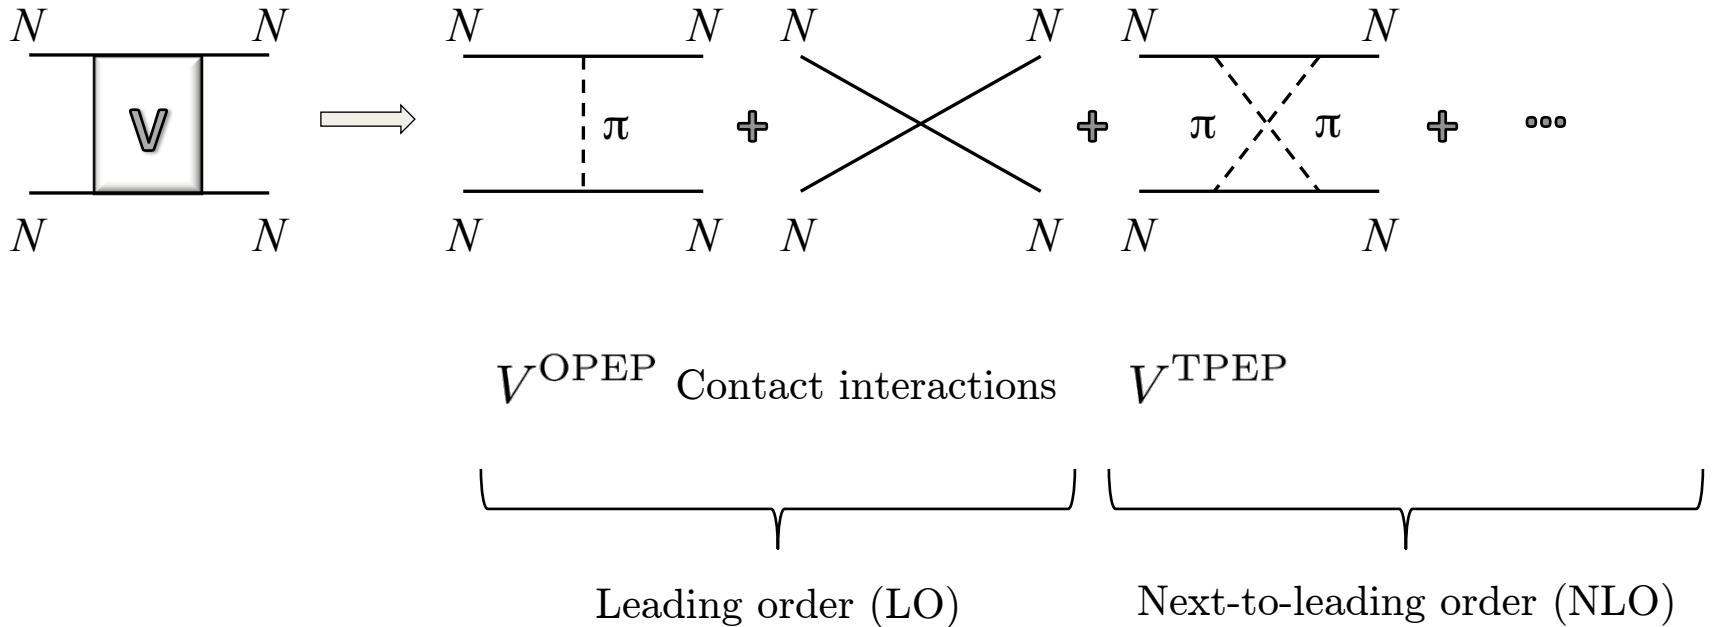 N N N N N N N
V π + + π π + ...
N N N N N N N N
V^OPEP Contact interactions V^TPEP
Leading order (LO) Next-to-leading order (NLO)